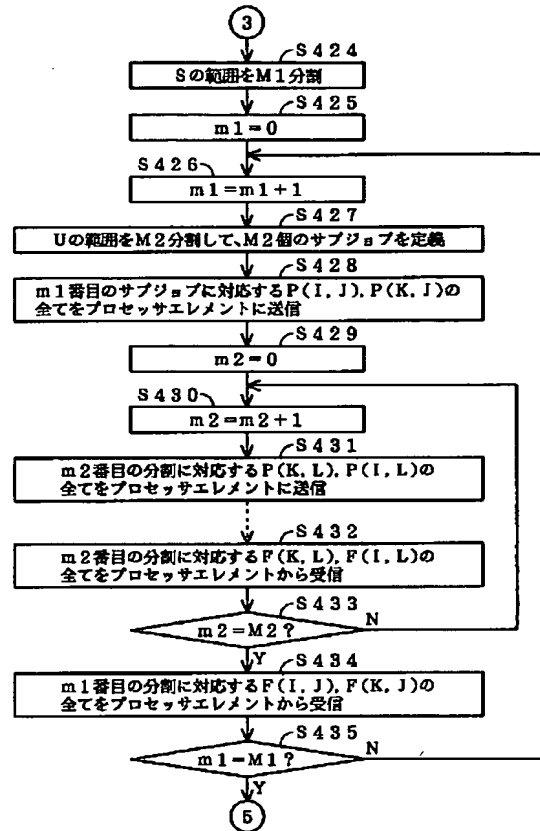 3
S424
Sの範囲をM1分割
S425
m1=0
S426
m1=m1+1
S427
Uの範囲をM2分割して、M2個のサブジョブを定義
S428
m1番目のサブジョブに対応するP(I,J),P(K,J)の
全てをプロセッサエレメントに送信
S429
m2=0
S430
m2=m2+1
S431
m2番目の分割に対応するP(K,L),P(I,L)の
全てをプロセッサエレメントに送信
S432
m2番目の分割に対応するF(K,L),F(I,L)の
全てをプロセッサエレメントから受信
S433
m2=M2?
N
Y
S434
m1番目の分割に対応するF(I,J),F(K,J)の
全てをプロセッサエレメントから受信
S435
m1=M1?
N
Y
5